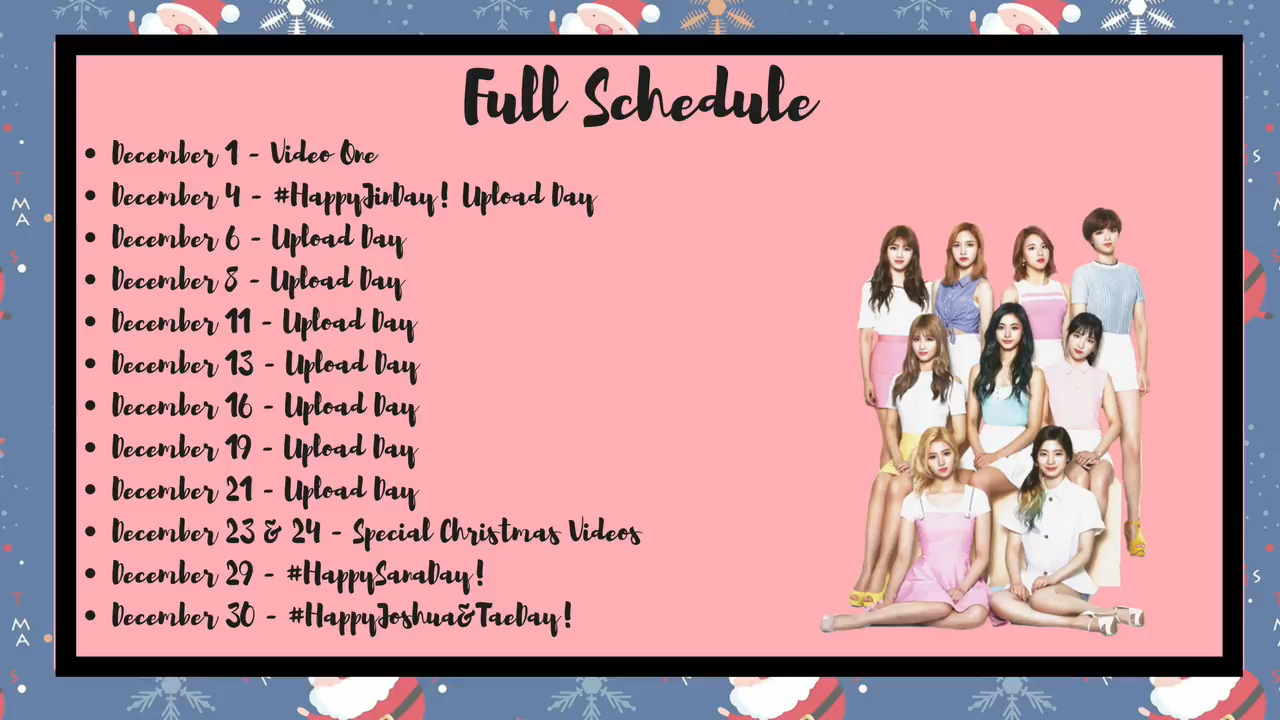 Full Schedule
December 1 - Video One
December 4 - #HappyJinDay! Upload Day
December 6 - Upload Day
December 8 - Upload Day
December 11 - Upload Day
December 13 - Upload Day
December 16 - Upload Day
December 19 - Upload Day
December 21 - Upload Day
December 23 & 24 - Special Christmas Videos
December 29 - #HappySanaDay!
December 30 - #HappyJoshua&TaeDay!